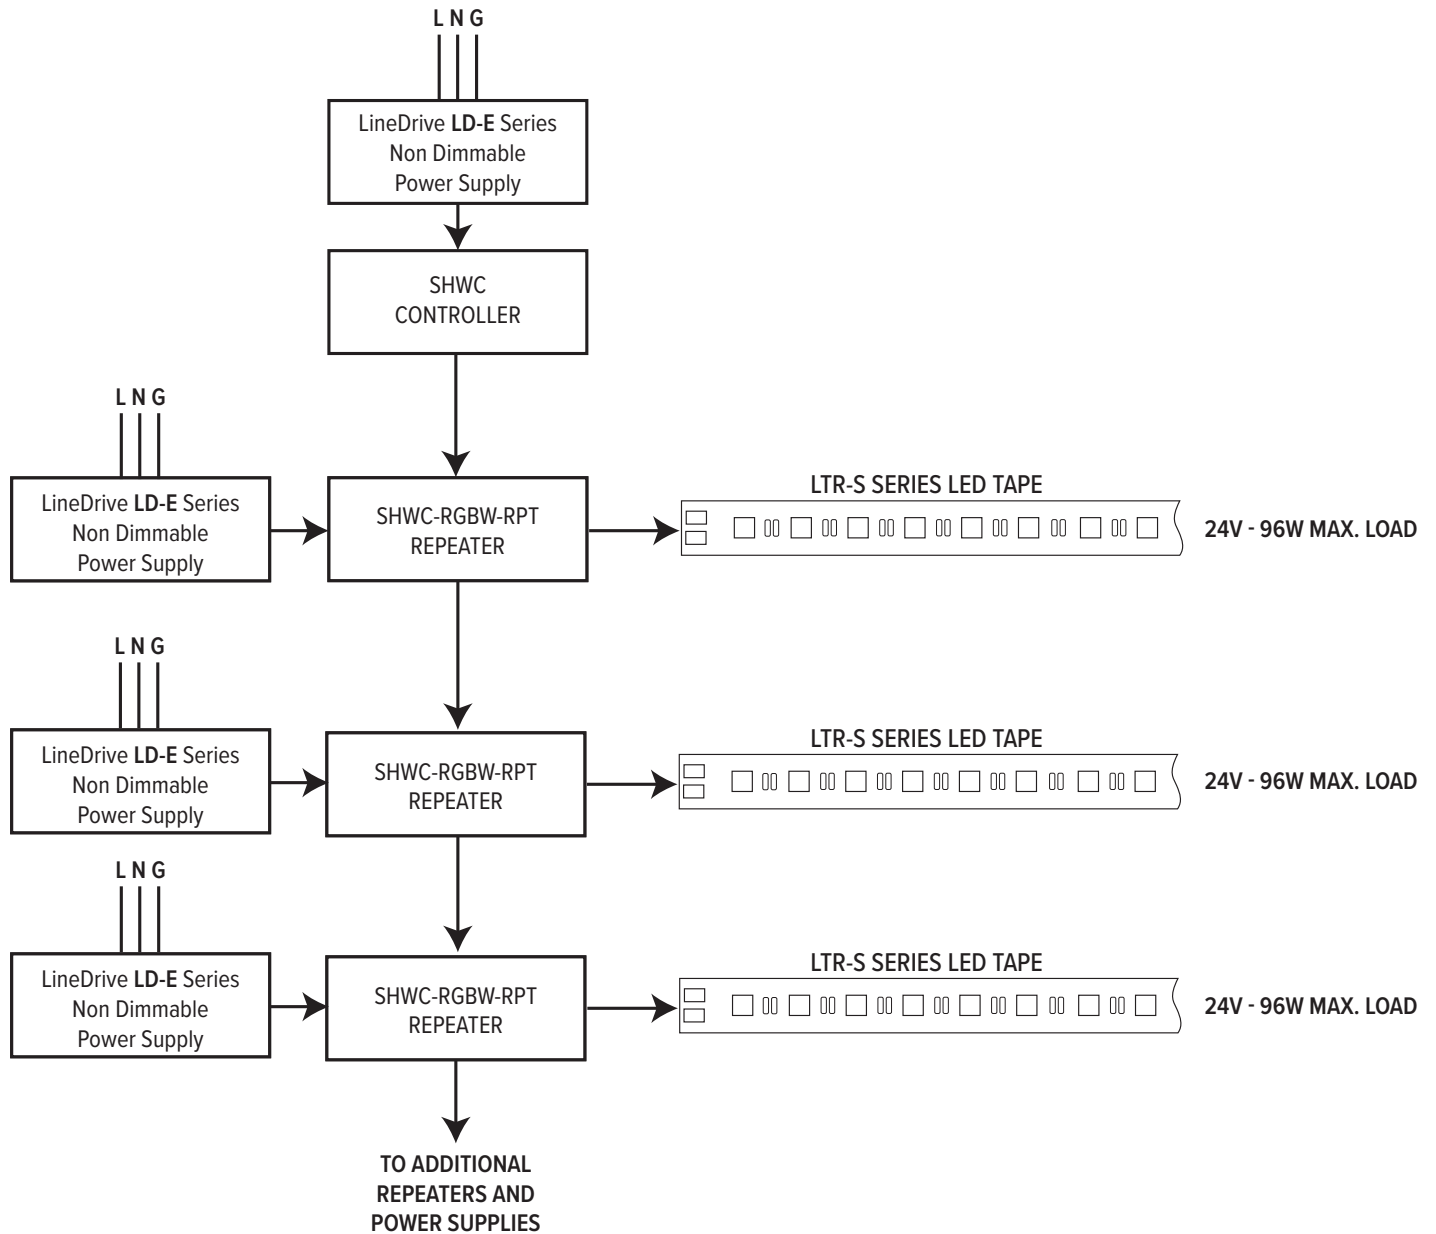 L N G
LineDrive LD-E Series
Non Dimmable
Power Supply
SHWC
CONTROLLER
L N G
LineDrive LD-E Series
Non Dimmable
Power Supply
SHWC-RGBW-RPT
REPEATER
LTR-S SERIES LED TAPE
24V - 96W MAX. LOAD
L N G
LineDrive LD-E Series
Non Dimmable
Power Supply
SHWC-RGBW-RPT
REPEATER
LTR-S SERIES LED TAPE
24V - 96W MAX. LOAD
L N G
LineDrive LD-E Series
Non Dimmable
Power Supply
SHWC-RGBW-RPT
REPEATER
LTR-S SERIES LED TAPE
24V - 96W MAX. LOAD
TO ADDITIONAL
REPEATERS AND
POWER SUPPLIES